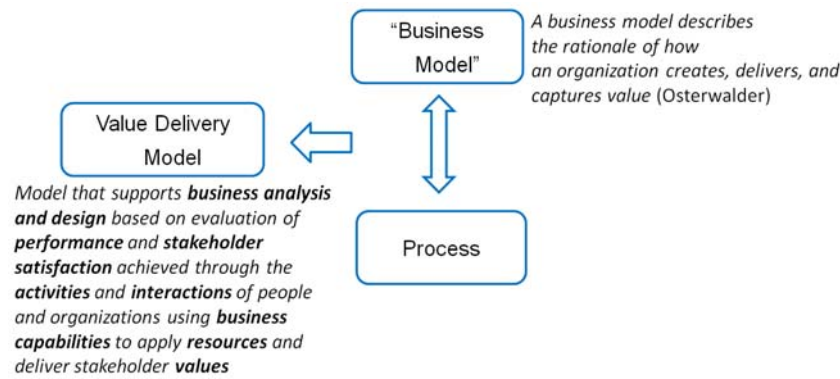 “Business
Model”
A business model describes
the rationale of how
an organization creates, delivers, and
captures value (Osterwalder)
Value Delivery
Model
Model that supports business analysis
and design based on evaluation of
performance and stakeholder
satisfaction achieved through the
activities and interactions of people
and organizations using business
capabilities to apply resources and
deliver stakeholder values
Process